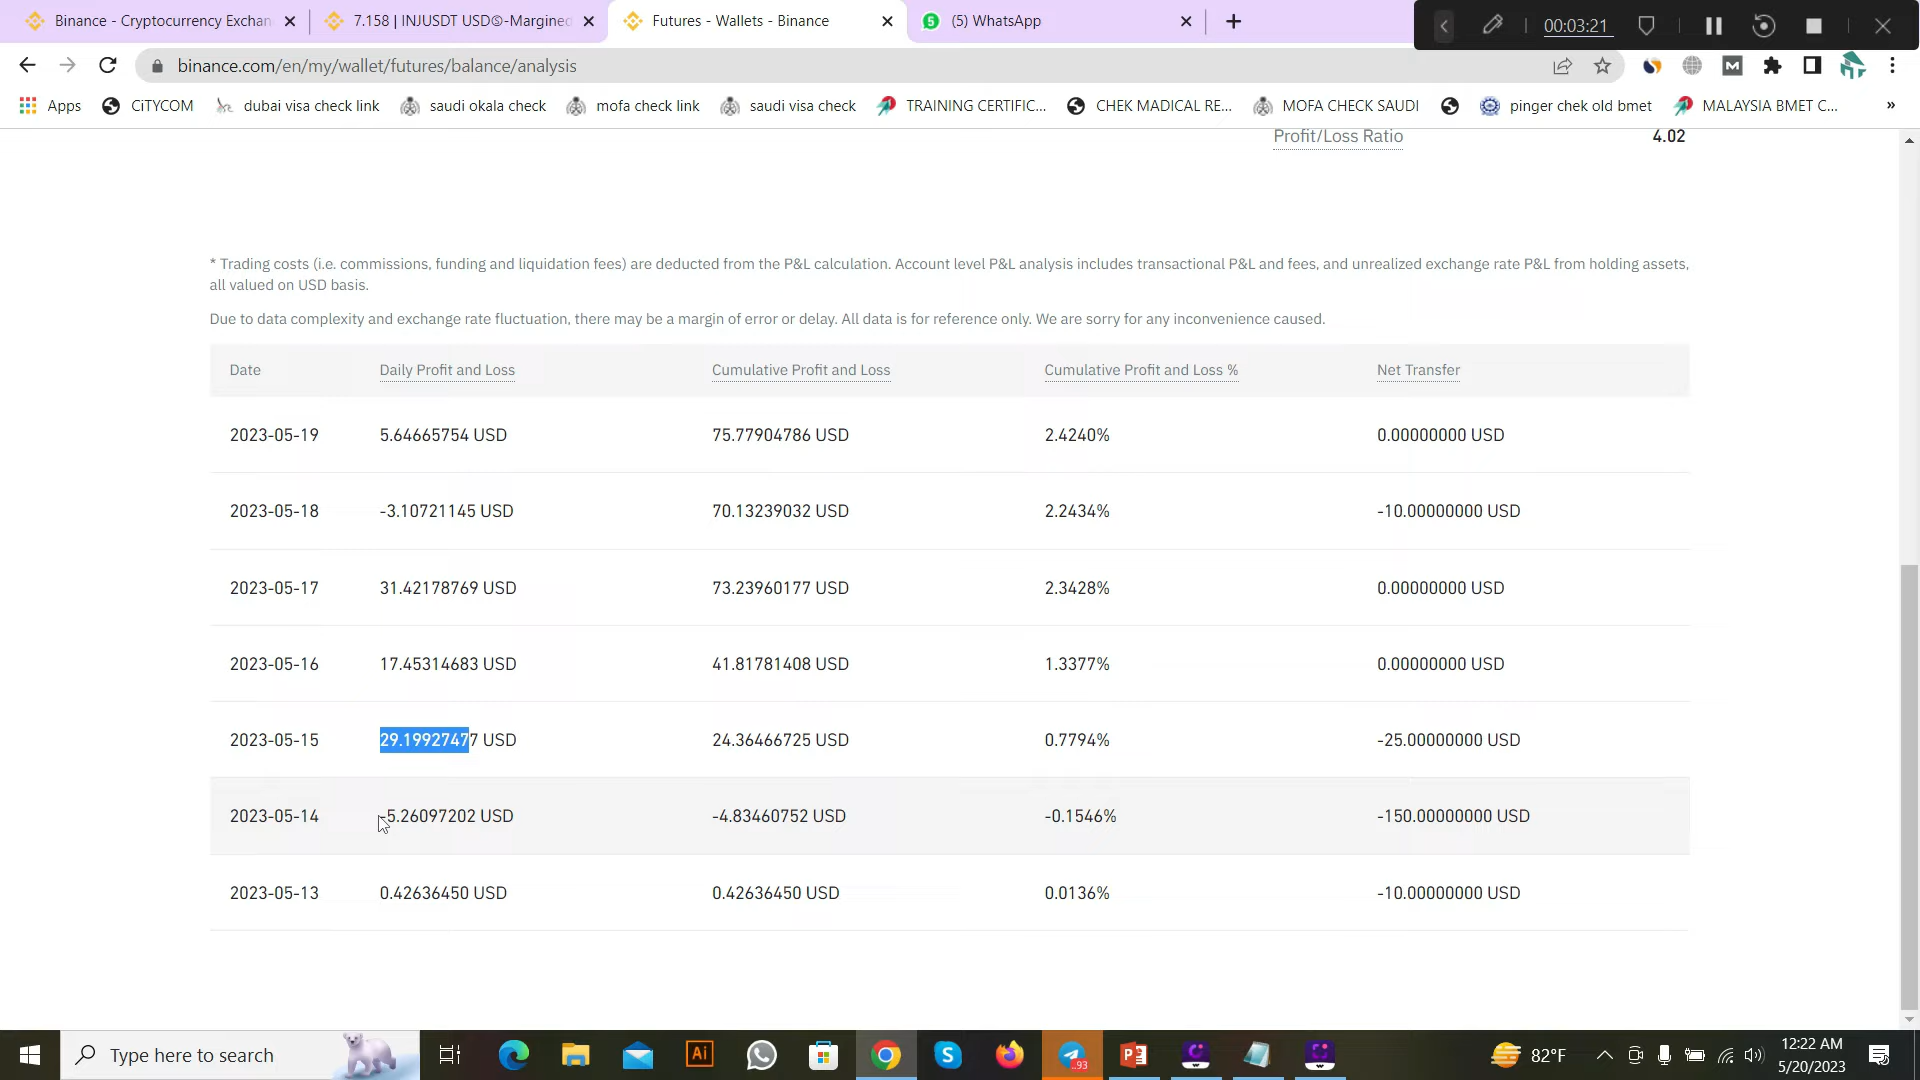 Binance - Cryptocurrency Exchan
7.158 | INJUSDT USDⓈ-Margined
Futures - Wallets - Binance
(5) WhatsApp
00:03:21
binance.com/en/my/wallet/futures/balance/analysis
Apps CiTYCOM dubai visa check link saudi okala check mofa check link saudi visa check TRAINING CERTIFIC... CHEK MADICAL RE... MOFA CHECK SAUDI pinger chek old bmet MALAYSIA BMET C... »
Profit/Loss Ratio 4.02
* Trading costs (i.e. commissions, funding and liquidation fees) are deducted from the P&L calculation. Account level P&L analysis includes transactional P&L and fees, and unrealized exchange rate P&L from holding assets,
all valued on USD basis.
Due to data complexity and exchange rate fluctuation, there may be a margin of error or delay. All data is for reference only. We are sorry for any inconvenience caused.
Date Daily Profit and Loss Cumulative Profit and Loss Cumulative Profit and Loss % Net Transfer
2023-05-19 5.64665754 USD 75.77904786 USD 2.4240% 0.00000000 USD
2023-05-18 -3.10721145 USD 70.13239032 USD 2.2434% -10.00000000 USD
2023-05-17 31.42178769 USD 73.23960177 USD 2.3428% 0.00000000 USD
2023-05-16 17.45314683 USD 41.81781408 USD 1.3377% 0.00000000 USD
2023-05-15 29.19927477 USD 24.36466725 USD 0.7794% -25.00000000 USD
2023-05-14 -5.26097202 USD -4.83460752 USD -0.1546% -150.00000000 USD
2023-05-13 0.42636450 USD 0.42636450 USD 0.0136% -10.00000000 USD
Type here to search
Ai
..93
82°F
12:22 AM
5/20/2023